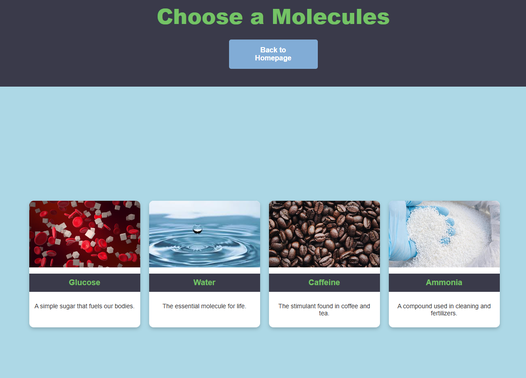 Choose a Molecules
Back to
Homepage
Glucose
Water
Caffeine
Ammonia
A simple sugar that fuels our bodies.
The essential molecule for life.
The stimulant found in coffee and
tea.
A compound used in cleaning and
fertilizers.